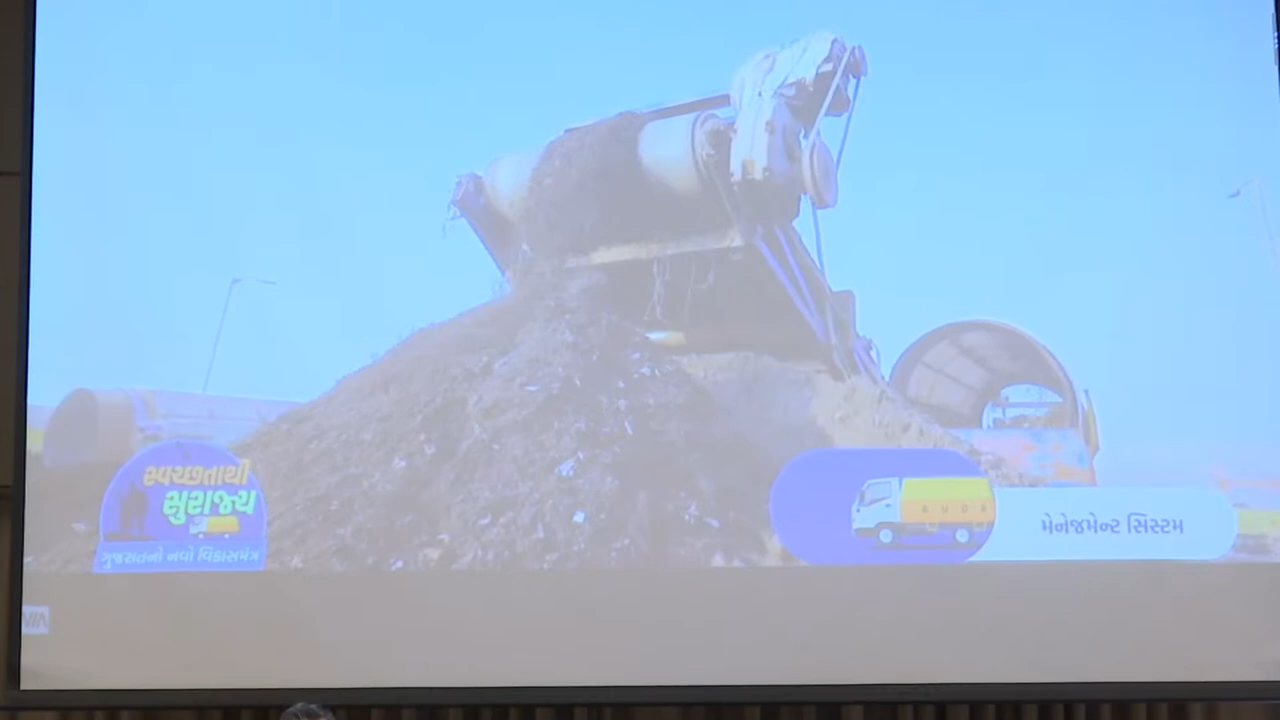 સ્વચ્છતાથી
સુરાજ્ય
ગુજરાતનો નવો વિકાસમંત્ર
મેનેજમેન્ટ સિસ્ટમ